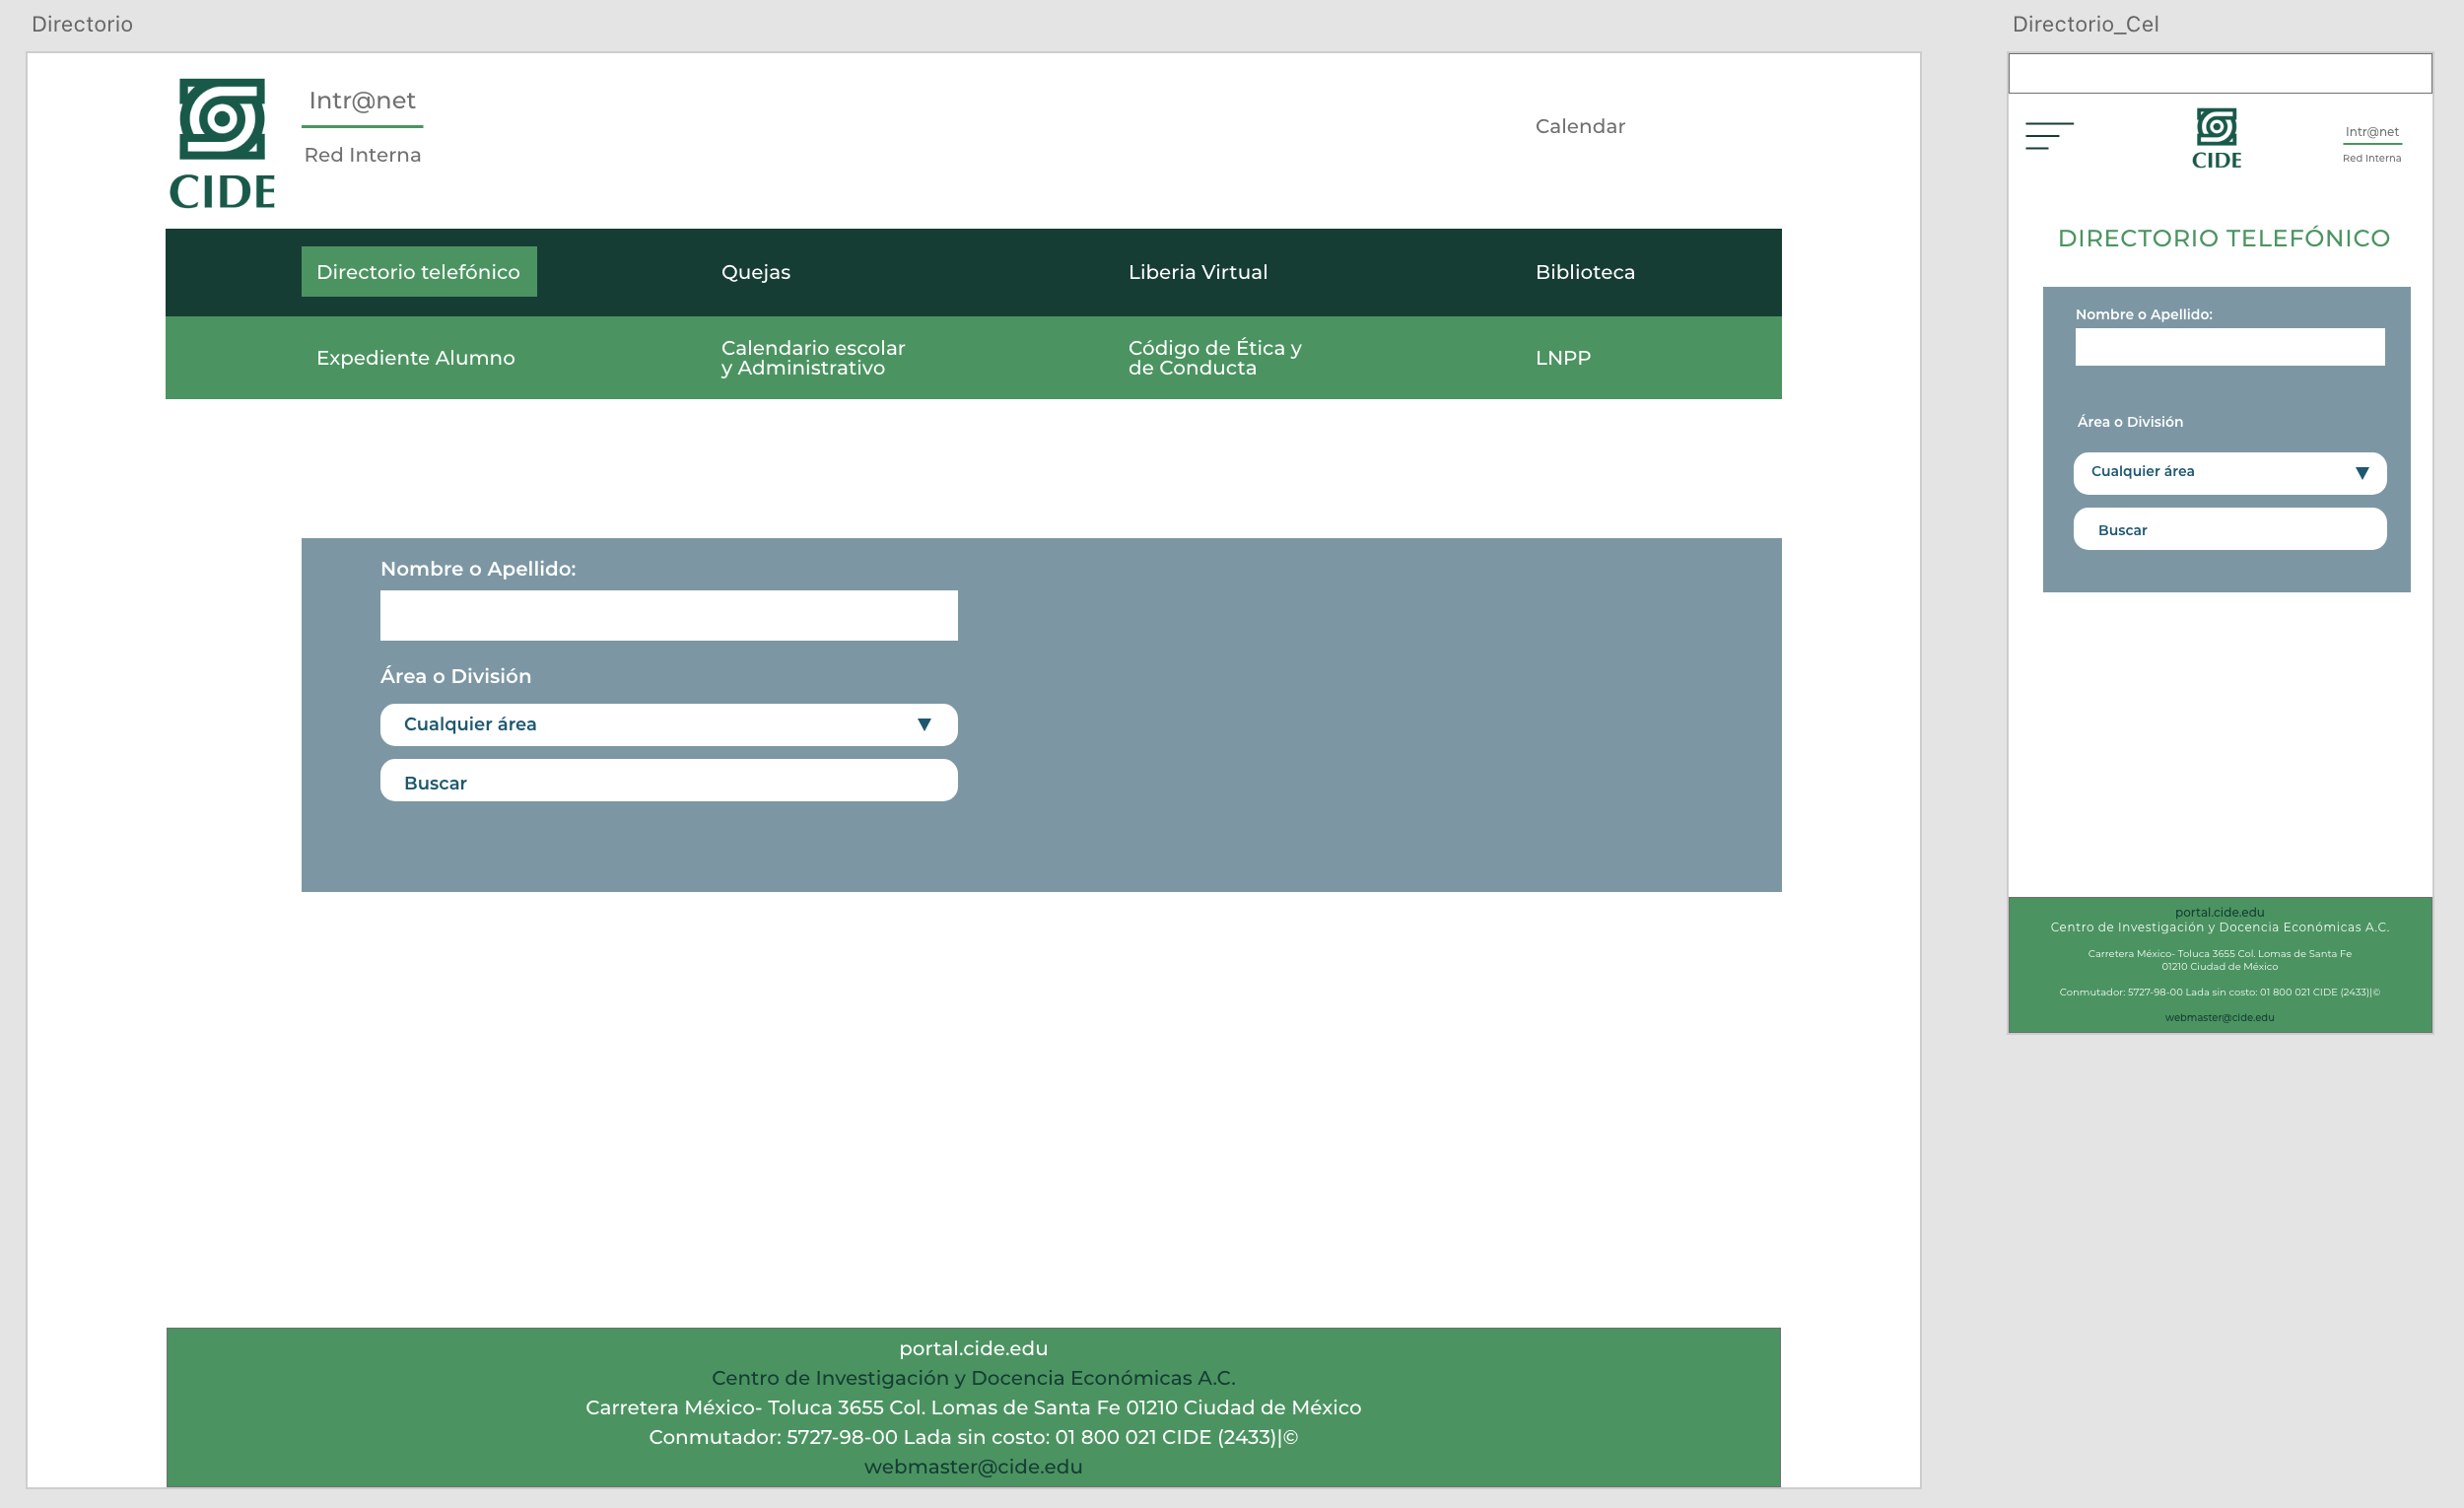 Directorio
Intr@net
Red Interna
CIDE
Calendar
Directorio telefónico
Quejas
Liberia Virtual
Biblioteca
Expediente Alumno
Calendario escolar
y Administrativo
Código de Ética y
de Conducta
LNPP
Nombre o Apellido:
Área o División
Cualquier área
Buscar
portal.cide.edu
Centro de Investigación y Docencia Económicas A.C.
Carretera México- Toluca 3655 Col. Lomas de Santa Fe 01210 Ciudad de México
Conmutador: 5727-98-00 Lada sin costo: 01 800 021 CIDE (2433)|©
webmaster@cide.edu
Directorio_Cel
CIDE
Intr@net
Red Interna
DIRECTORIO TELEFÓNICO
Nombre o Apellido:
Área o División
Cualquier área
Buscar
portal.cide.edu
Centro de Investigación y Docencia Económicas A.C.
Carretera México- Toluca 3655 Col. Lomas de Santa Fe
01210 Ciudad de México
Conmutador: 5727-98-00 Lada sin costo: 01 800 021 CIDE (2433)|©
webmaster@cide.edu